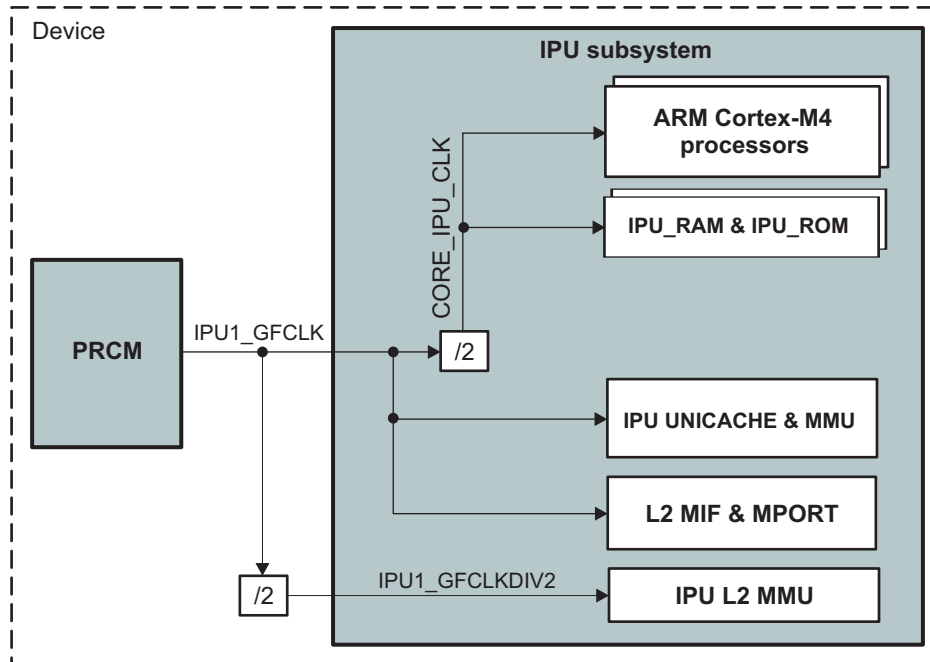 Device
IPU subsystem
ARM Cortex-M4
processors
CORE_IPU_CLK
IPU_RAM & IPU_ROM
IPU1_GFCLK
PRCM
/2
IPU UNICACHE & MMU
L2 MIF & MPORT
IPU1_GFCLKDIV2
/2
IPU L2 MMU